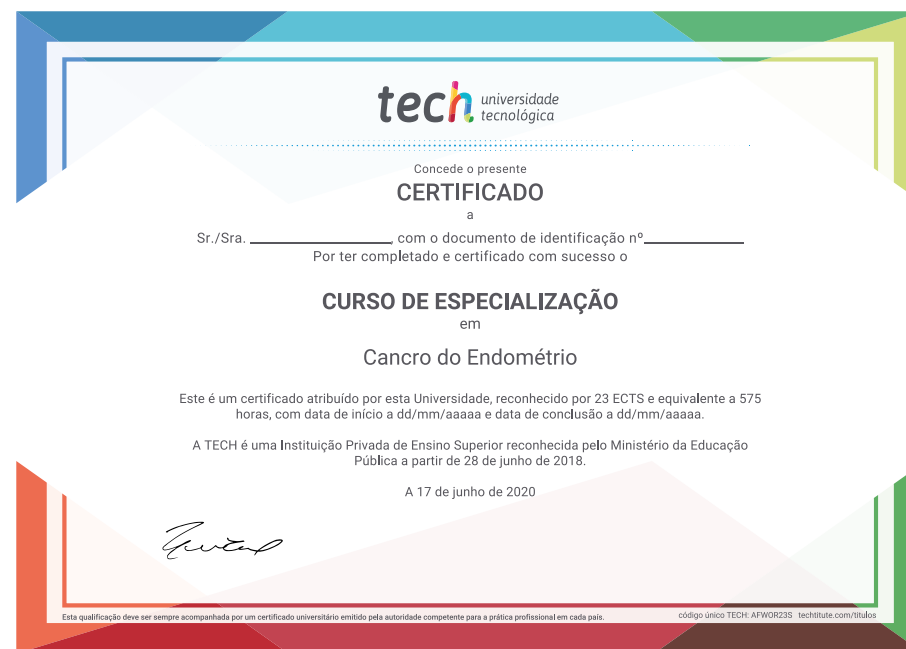 tech universidade
tecnológica
Concede o presente
CERTIFICADO
a
Sr./Sra. __________________, com o documento de identificação nº_____________
Por ter completado e certificado com sucesso o
CURSO DE ESPECIALIZAÇÃO
em
Cancro do Endométrio
Este é um certificado atribuído por esta Universidade, reconhecido por 23 ECTS e equivalente a 575
horas, com data de início a dd/mm/aaaaa e data de conclusão a dd/mm/aaaaa.
A TECH é uma Instituição Privada de Ensino Superior reconhecida pelo Ministério da Educação
Pública a partir de 28 de junho de 2018.
A 17 de junho de 2020
Esta qualificação deve ser sempre acompanhada por um certificado universitário emitido pela autoridade competente para a prática profissional em cada país.
código único TECH: AFWOR23S techtitute.com/titulos